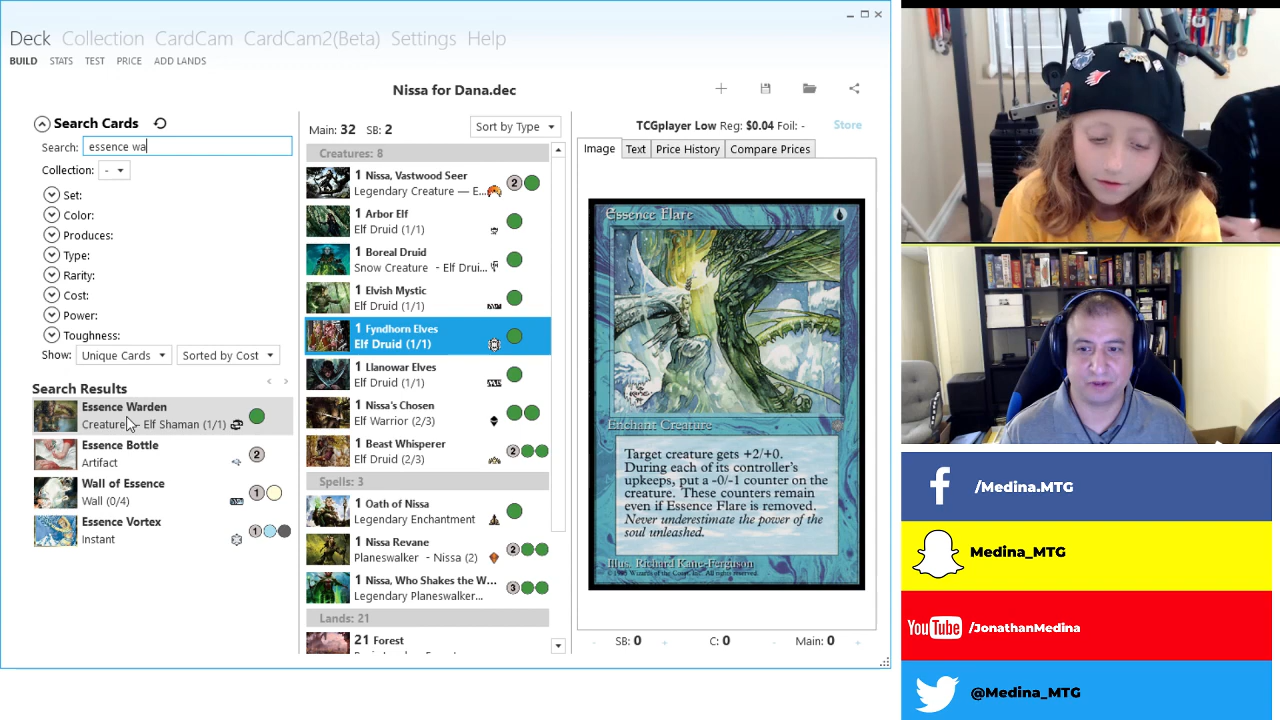 Deck Collection CardCam CardCam2(Beta) Settings Help
BUILD STATS TEST PRICE ADD LANDS
Nissa for Dana.dec
Search Cards
Search: essence wa
Collection: -
Set:
Color:
Produces:
Type:
Rarity:
Cost:
Power:
Toughness:
Show: Unique Cards Sorted by Cost
Search Results
Essence Warden
Creature — Elf Shaman (1/1)
Essence Bottle
Artifact
2
Wall of Essence
Wall (0/4)
1
Essence Vortex
Instant
1
Main: 32 SB: 2
Sort by Type
Creatures: 8
1 Nissa, Vastwood Seer
Legendary Creature — E...
2
1 Arbor Elf
Elf Druid (1/1)
1 Boreal Druid
Snow Creature - Elf Drui...
1 Elvish Mystic
Elf Druid (1/1)
1 Fyndhorn Elves
Elf Druid (1/1)
1 Llanowar Elves
Elf Druid (1/1)
1 Nissa's Chosen
Elf Warrior (2/3)
1 Beast Whisperer
Elf Druid (2/3)
2
Spells: 3
1 Oath of Nissa
Legendary Enchantment
1 Nissa Revane
Planeswalker - Nissa (2)
2
1 Nissa, Who Shakes the W...
Legendary Planeswalker...
3
Lands: 21
21 Forest
TCGplayer Low Reg: $0.04 Foil: -
Store
Image Text Price History Compare Prices
Essence Flare
Enchant Creature
Target creature gets +2/+0.
During each of its controller's
upkeeps, put a -0/-1 counter on the
creature. These counters remain
even if Essence Flare is removed.
Never underestimate the power of the
soul unleashed.
Illus. Richard Kane-Ferguson
- SB: 0 + - C: 0 + - Main: 0 +
/Medina.MTG
Medina_MTG
YouTube /JonathanMedina
@Medina_MTG